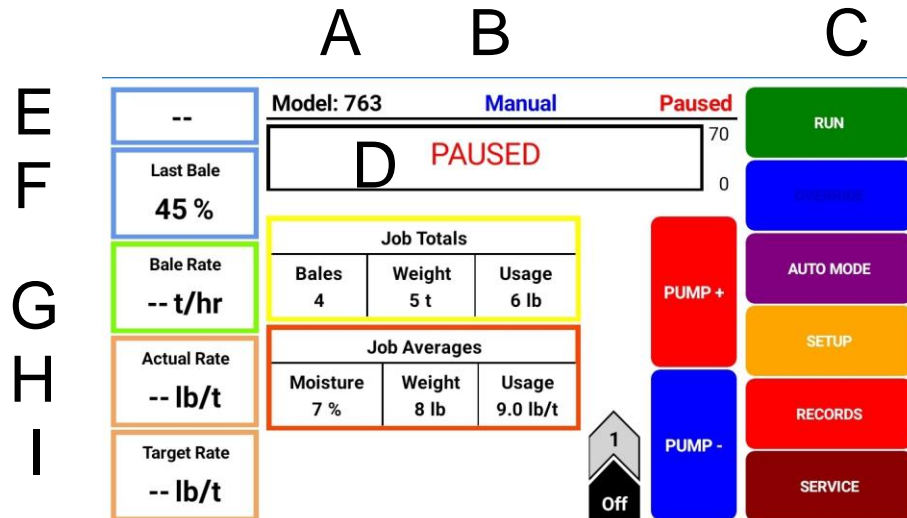 A B C
E
F
G
H
I
D
Model: 763 Manual Paused
--
Last Bale
45 %
Bale Rate
-- t/hr
Actual Rate
-- lb/t
Target Rate
-- lb/t
PAUSED
70
0
Job Totals
Bales Weight Usage
4 5 t 6 lb
Job Averages
Moisture Weight Usage
7 % 8 lb 9.0 lb/t
1
Off
PUMP +
PUMP -
RUN
OVERRIDE
AUTO MODE
SETUP
RECORDS
SERVICE